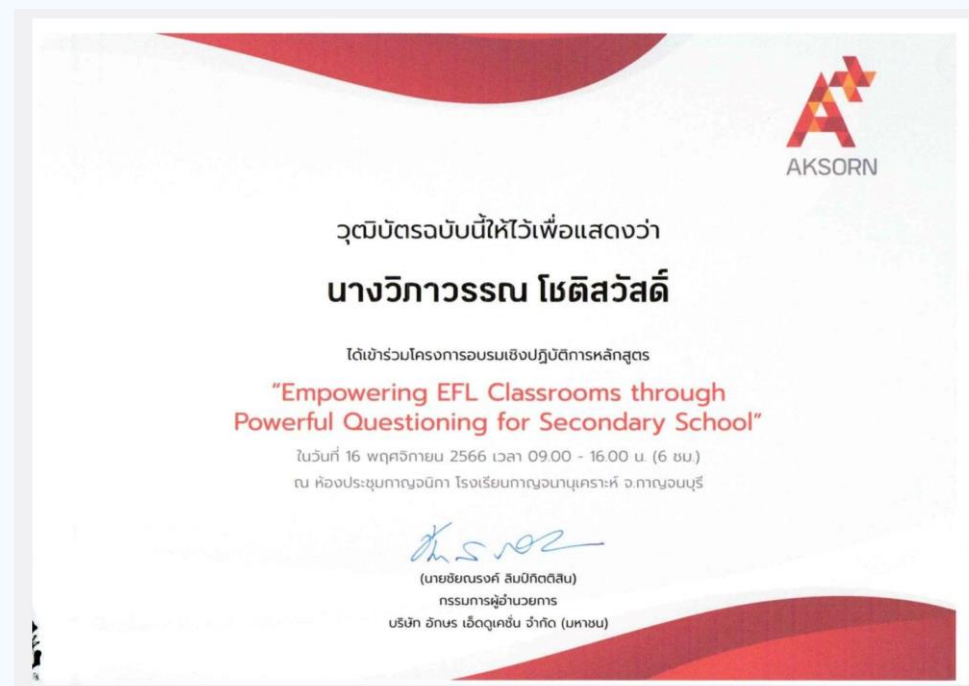 AKSORN
วุฒิบัตรฉบับนี้ให้ไว้เพื่อแสดงว่า
นางวิภาวรรณ โชติสวัสดิ์
ได้เข้าร่วมโครงการอบรมเชิงปฏิบัติการหลักสูตร
"Empowering EFL Classrooms through
Powerful Questioning for Secondary School"
ในวันที่ 16 พฤศจิกายน 2566 เวลา 09.00 - 16.00 น. (6 ชม.)
ณ ห้องประชุมกาญจนิกา โรงเรียนกาญจนานุเคราะห์ จ.กาญจนบุรี
(นายชัยณรงค์ ลิมป์กิตติสิน)
กรรมการผู้อำนวยการ
บริษัท อักษร เอ็ดดูเคชั่น จำกัด (มหาชน)